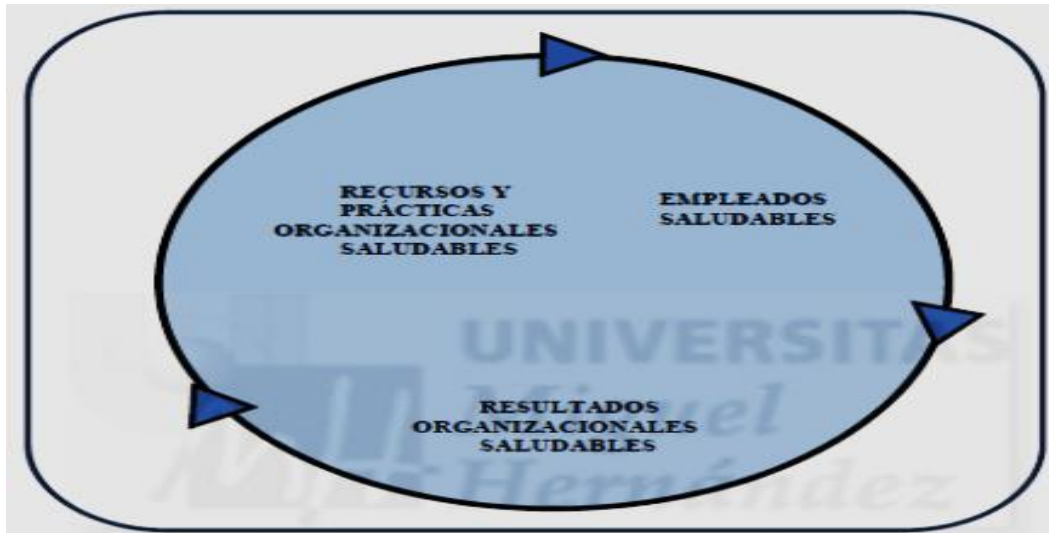 RECURSOS Y
PRÁCTICAS
ORGANIZACIONALES
SALUDABLES
EMPLEADOS
SALUDABLES
UNIVERSITAS
Miguel
Hernández
RESULTADOS
ORGANIZACIONALES
SALUDABLES